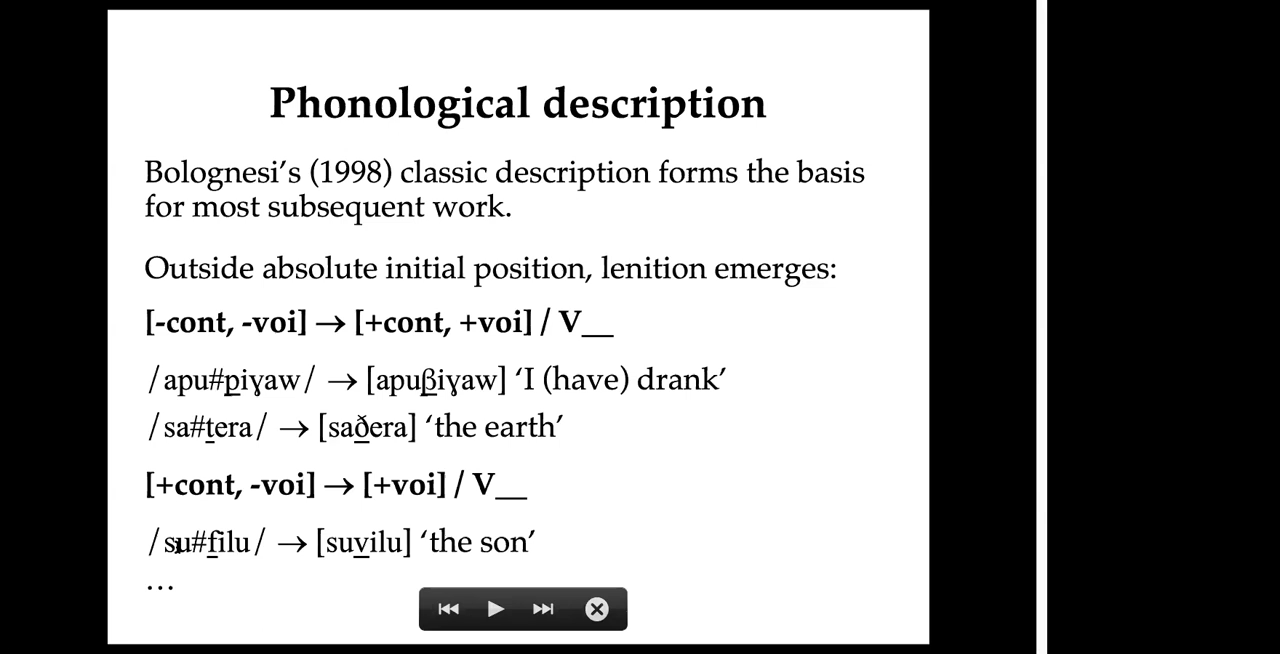 Phonological description
Bolognesi’s (1998) classic description forms the basis
for most subsequent work.
Outside absolute initial position, lenition emerges:
[-cont, -voi] → [+cont, +voi] / V__
/apu#piɣaw/ → [apuβiɣaw] ‘I (have) drank’
/sa#tera/ → [saðera] ‘the earth’
[+cont, -voi] → [+voi] / V__
/su#filu/ → [suvilu] ‘the son’
…